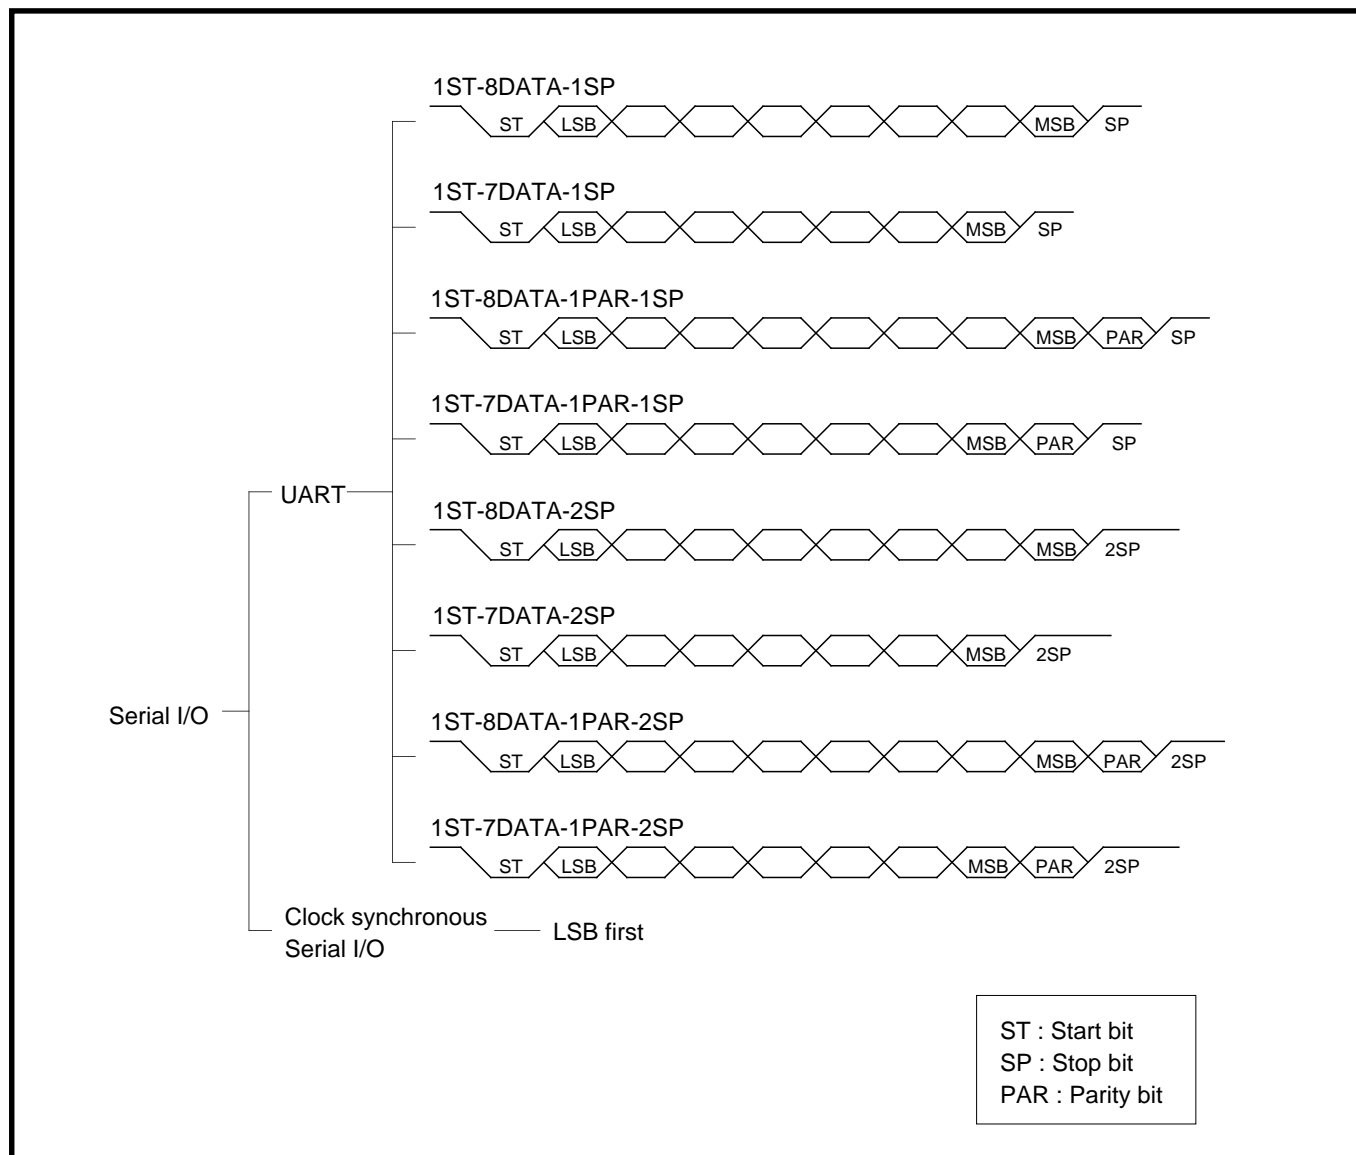 1ST-8DATA-1SP
ST LSB MSB SP
1ST-7DATA-1SP
ST LSB MSB SP
1ST-8DATA-1PAR-1SP
ST LSB MSB PAR SP
1ST-7DATA-1PAR-1SP
ST LSB MSB PAR SP
UART
1ST-8DATA-2SP
ST LSB MSB 2SP
1ST-7DATA-2SP
ST LSB MSB 2SP
Serial I/O
1ST-8DATA-1PAR-2SP
ST LSB MSB PAR 2SP
1ST-7DATA-1PAR-2SP
ST LSB MSB PAR 2SP
Clock synchronous
Serial I/O
LSB first
ST : Start bit
SP : Stop bit
PAR : Parity bit